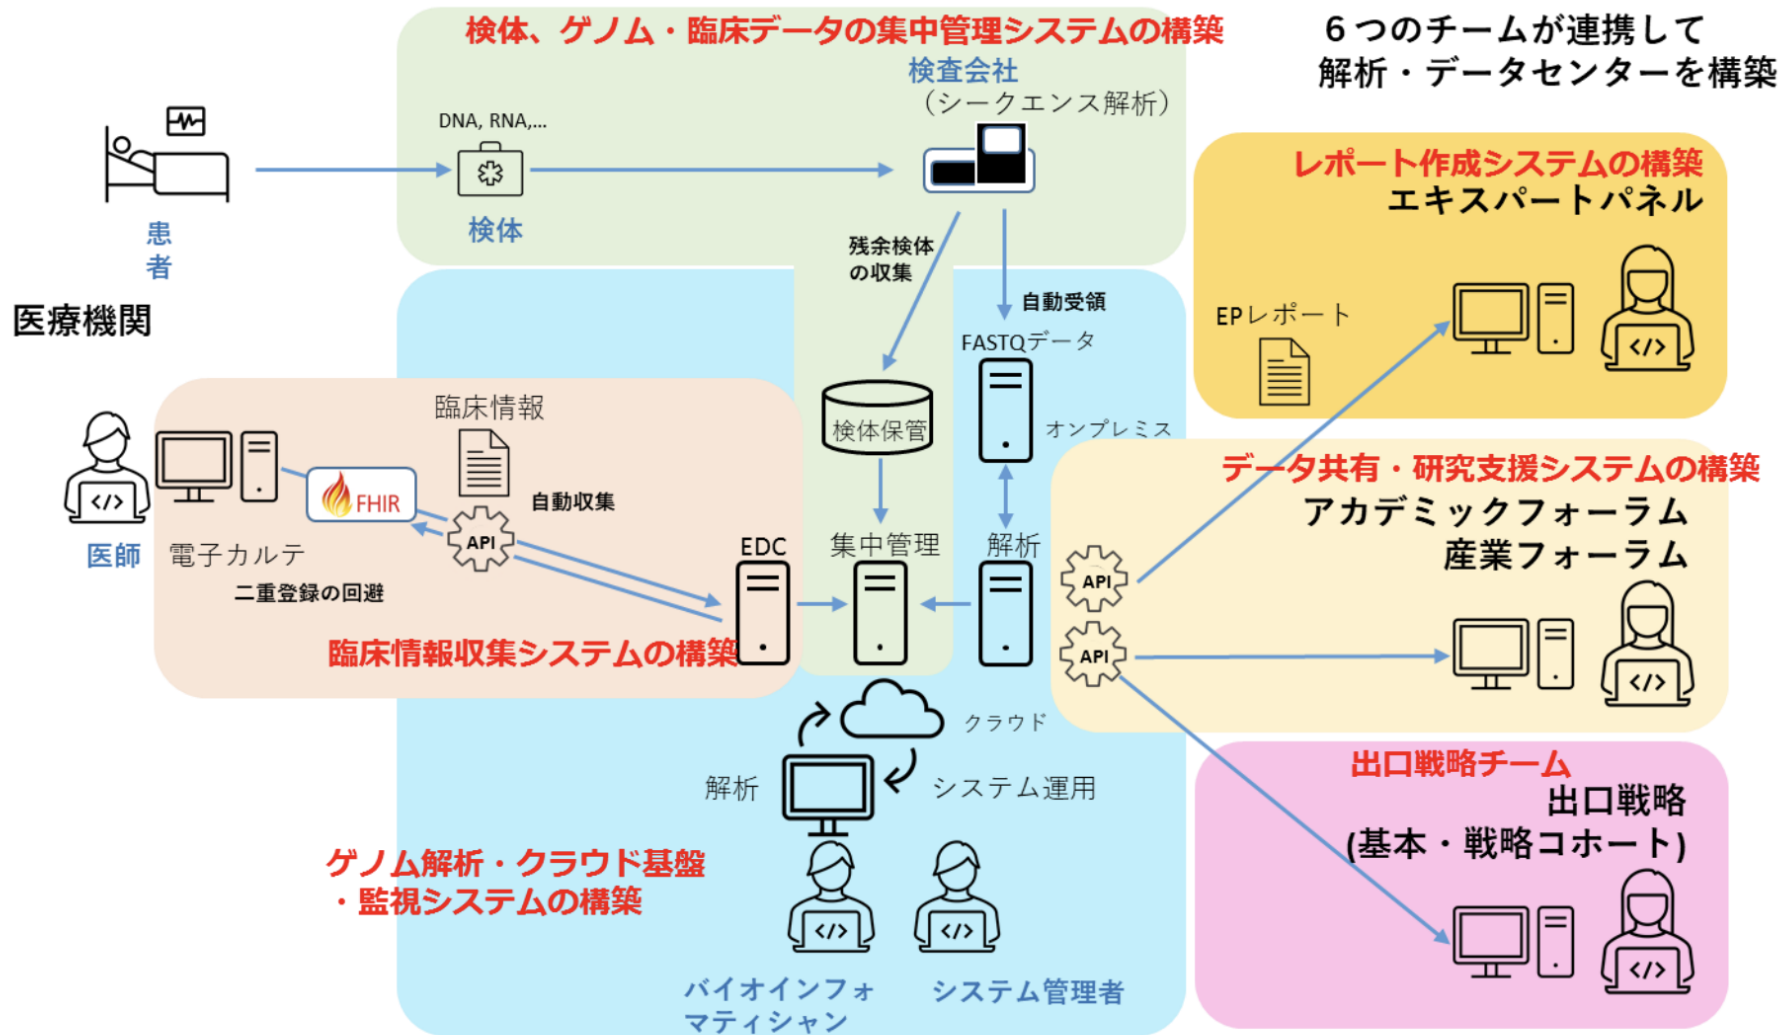 検体、ゲノム・臨床データの集中管理システムの構築
6つのチームが連携して
解析・データセンターを構築
検査会社
（シークエンス解析）
DNA, RNA,...
検体
患
者
医療機関
残余検体
の収集
自動受領
FASTQデータ
オンプレミス
検体保管
レポート作成システムの構築
エキスパートパネル
EPレポート
</>
臨床情報
</>
FHIR
自動収集
API
医師
電子カルテ
二重登録の回避
EDC
集中管理
解析
臨床情報収集システムの構築
データ共有・研究支援システムの構築
アカデミックフォーラム
産業フォーラム
API
API
</>
クラウド
解析
システム運用
ゲノム解析・クラウド基盤
・監視システムの構築
</>
</>
バイオインフォ
マティシャン
システム管理者
出口戦略チーム
出口戦略
(基本・戦略コホート)
</>